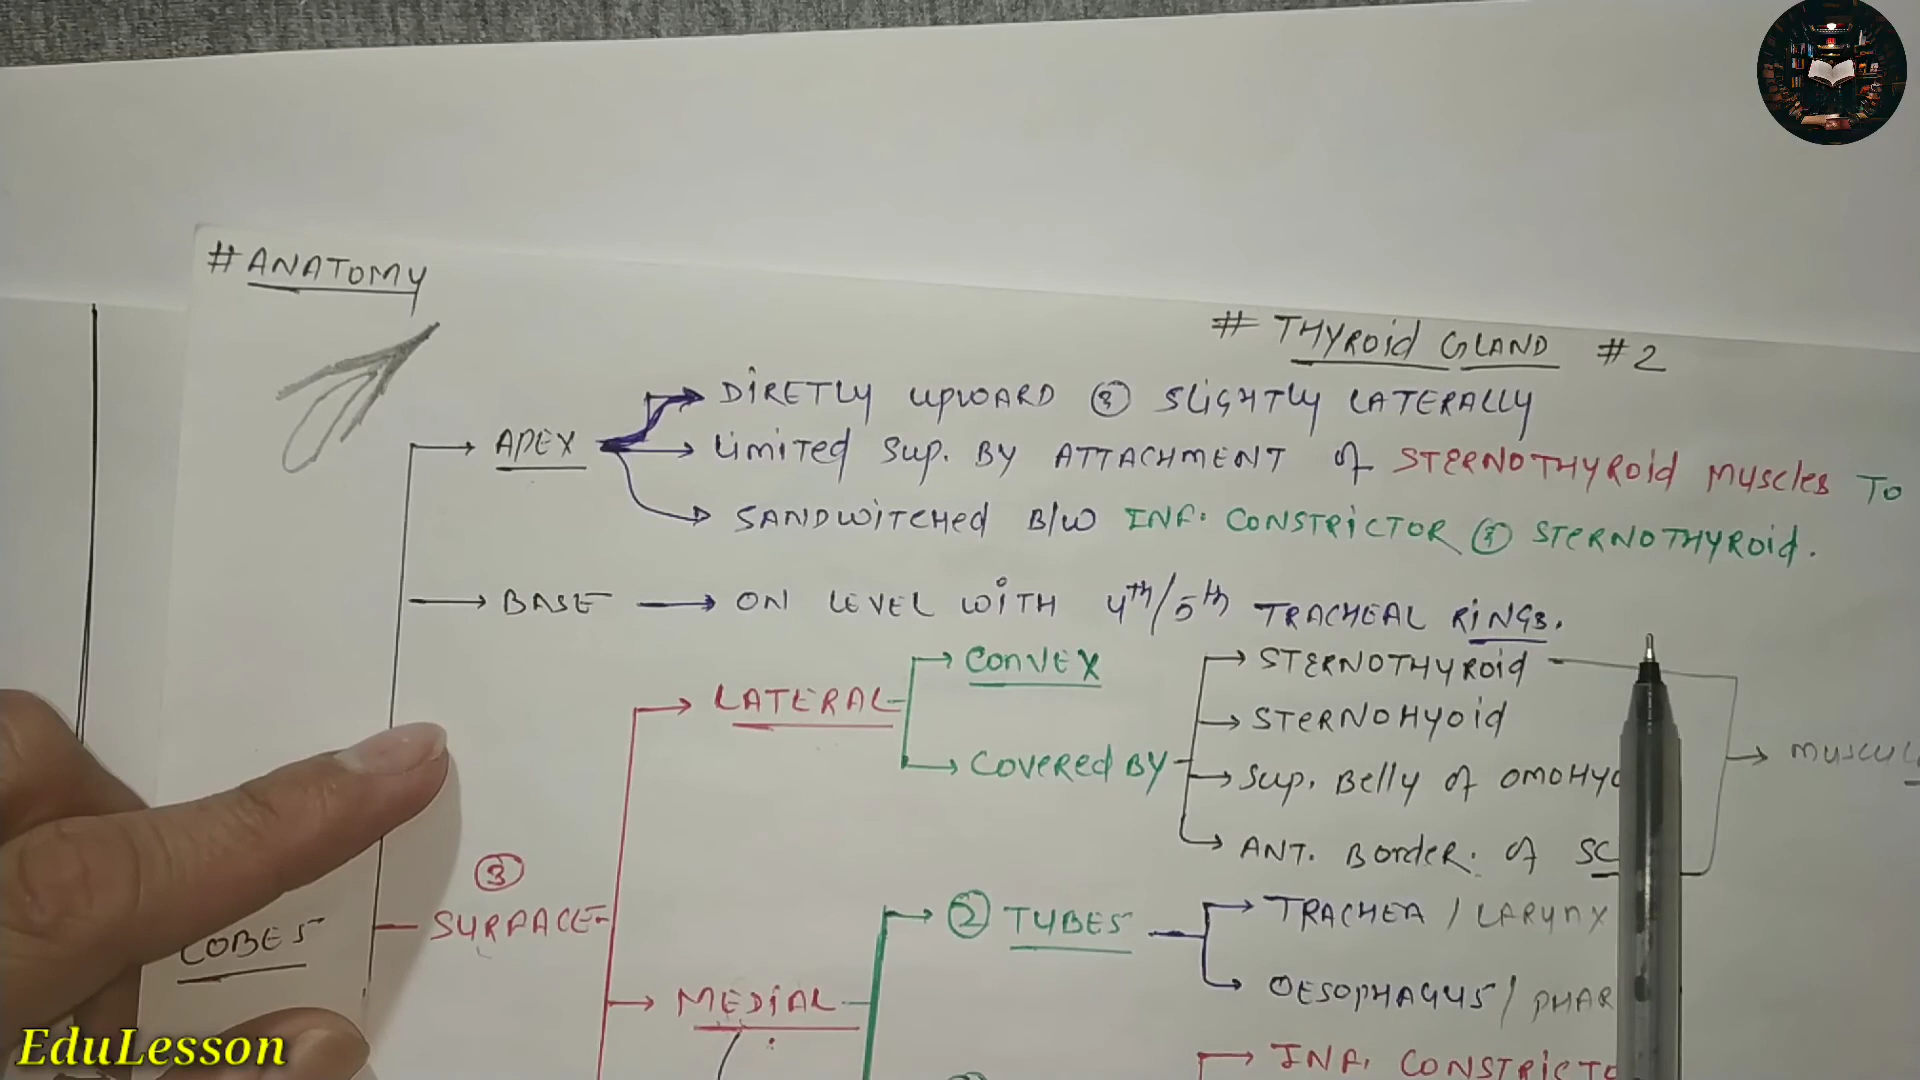 # ANATOMY
# THYROID GLAND #2
APEX
DIRETLY UPWARD & SLIGHTLY LATERALLY
LIMITED SUP. BY ATTACHMENT OF STERNOTHYROID MUSCLES TO
SANDWITCHED B/W INF. CONSTRICTOR & STERNOTHYROID.
BASE
ON LEVEL WITH 4th/5th TRACHEAL RINGS.
LATERAL
CONVEX
COVERED BY
STERNOTHYROID
STERNOHYOID
SUP. BELLY OF OMOHYO
ANT. BORDER. OF SC
MUSCUL
LOBES
3
SURFACE
MEDIAL
2 TUBES
TRACHEA / LARYNX
OESOPHAGUS / PHAR
INF. CONSTRICTO
EduLesson